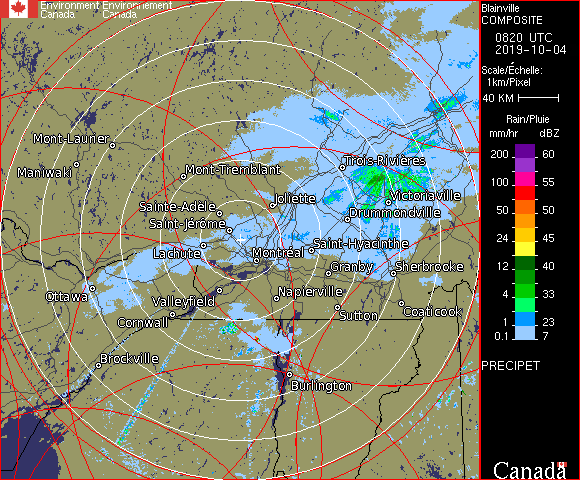 Environment Environnement
Canada Canada
Blainville
COMPOSITE
0820 UTC
2019-10-04
Scale/Échelle:
1km/Pixel
40 KM
Rain/Pluie
mm/hr dBZ
200 60
100 55
50 50
24 45
12 40
4 33
1 23
0.1 7
PRECIPET
Canada
Mont-Laurier
Maniwaki
Mont-Tremblant
Trois-Rivières
Joliette
Victoriaville
Sainte-Adèle
Drummondville
Saint-Jérôme
Lachute
Montréal
Saint-Hyacinthe
Granby
Sherbrooke
Ottawa
Valleyfield
Napierville
Cornwall
Sutton
Coaticook
Brockville
Burlington